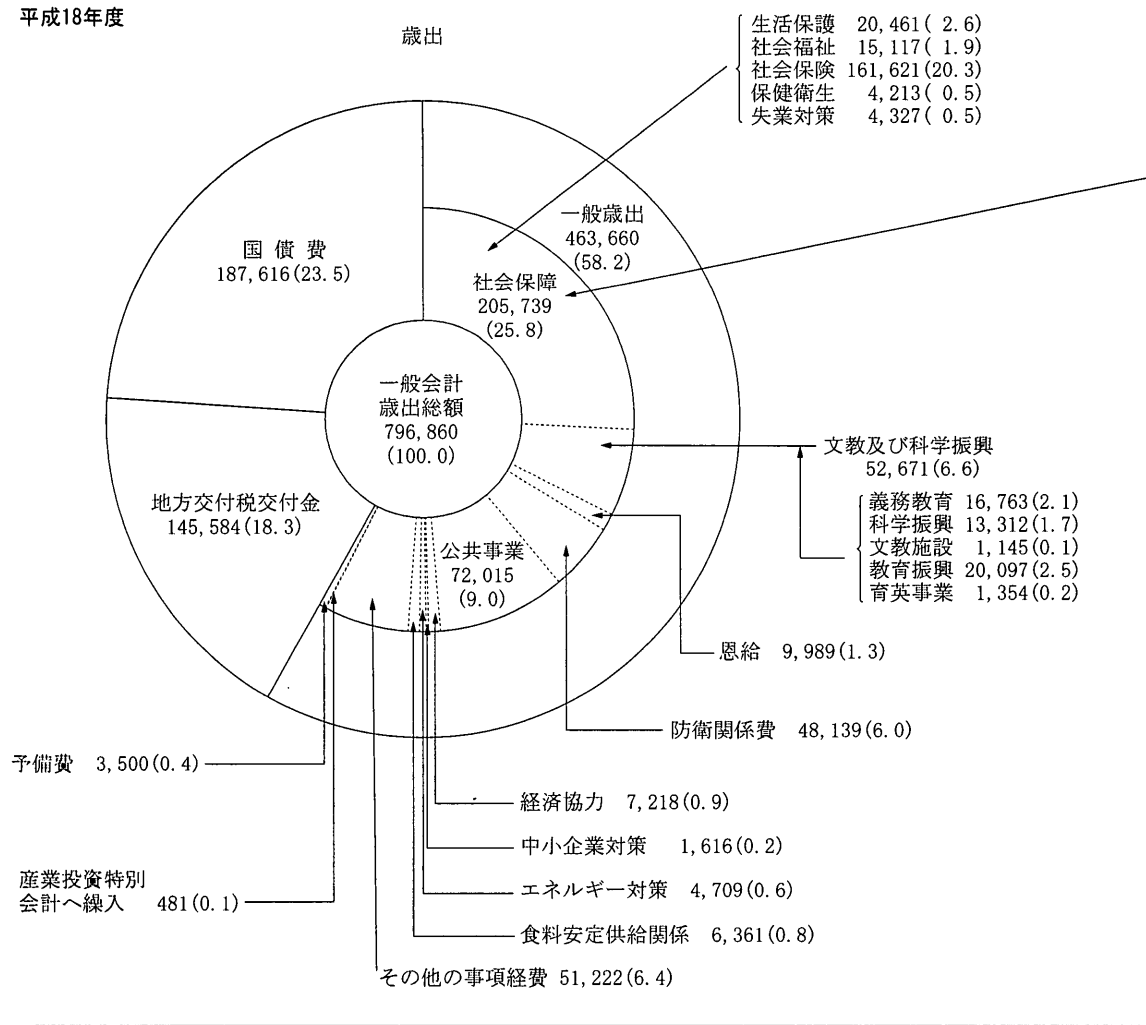 平成18年度
歳出
生活保護 20,461( 2.6)
社会福祉 15,117( 1.9)
社会保険 161,621(20.3)
保健衛生 4,213( 0.5)
失業対策 4,327( 0.5)
一般歳出
463,660
(58.2)
国債費
187,616(23.5)
社会保障
205,739
(25.8)
一般会計
歳出総額
796,860
(100.0)
文教及び科学振興
52,671(6.6)
義務教育 16,763(2.1)
科学振興 13,312(1.7)
文教施設 1,145(0.1)
教育振興 20,097(2.5)
育英事業 1,354(0.2)
地方交付税交付金
145,584(18.3)
公共事業
72,015
(9.0)
恩給 9,989(1.3)
防衛関係費 48,139(6.0)
予備費 3,500(0.4)
経済協力 7,218(0.9)
中小企業対策 1,616(0.2)
産業投資特別
会計へ繰入 481(0.1)
エネルギー対策 4,709(0.6)
食料安定供給関係 6,361(0.8)
その他の事項経費 51,222(6.4)